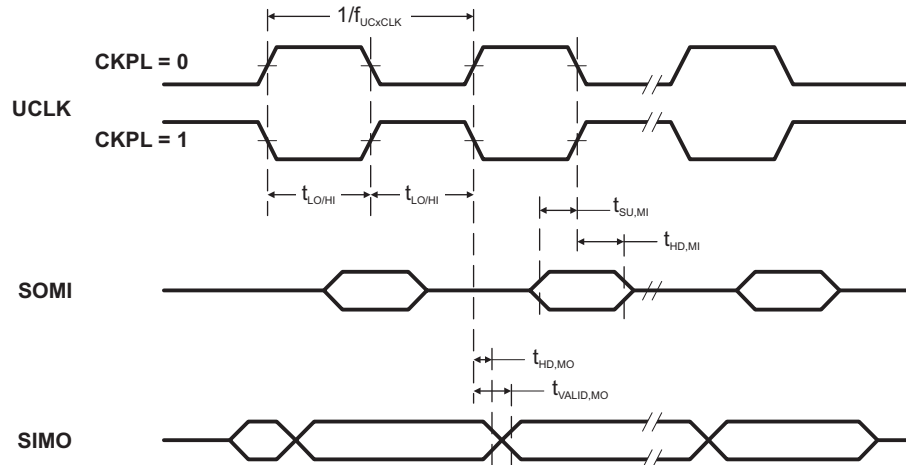 1/fUCxCLK
CKPL = 0
UCLK
CKPL = 1
tLO/HI tLO/HI tSU,MI
tHD,MI
SOMI
tHD,MO
tVALID,MO
SIMO